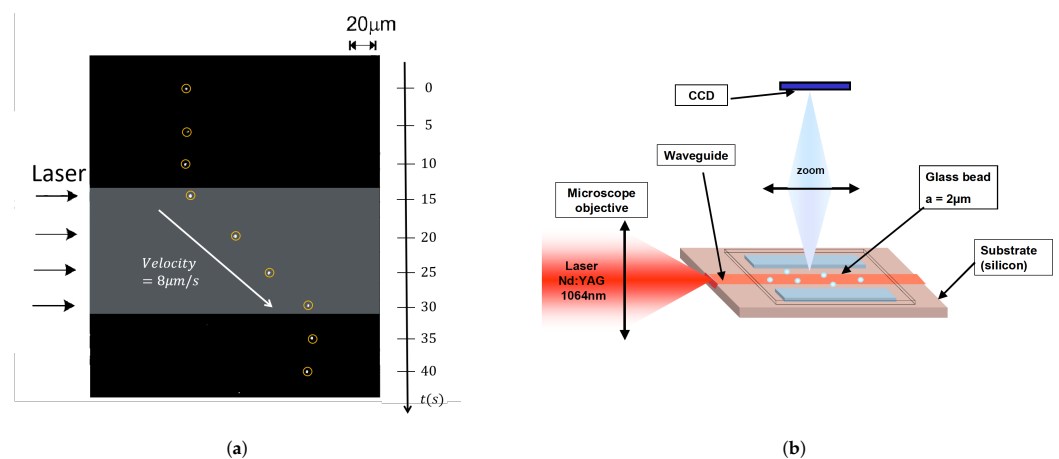 20μm
0
5
10
Laser
15
20
Velocity
= 8μm/s
25
30
35
40
t(s)
(a)
CCD
Waveguide
zoom
Microscope
objective
Glass bead
a = 2μm
Substrate
(silicon)
Laser
Nd:YAG
1064nm
(b)